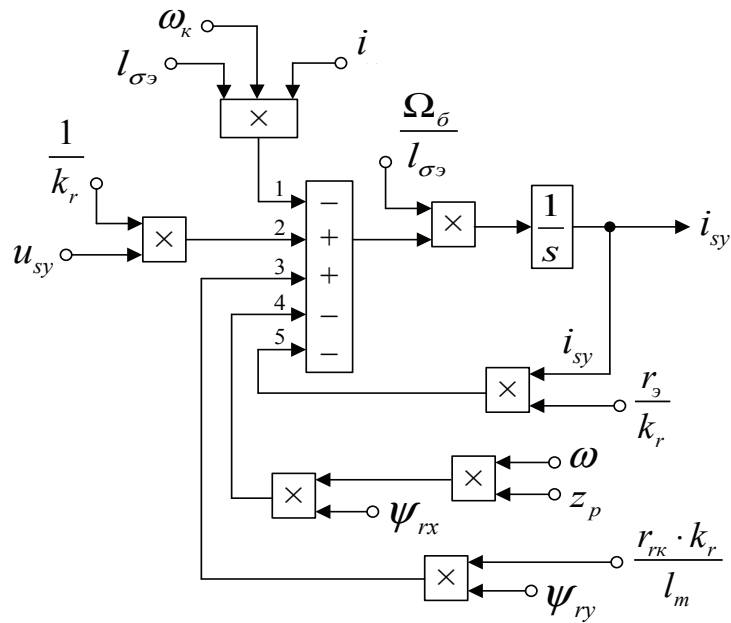 ω_к
l_σэ
i
×
Ω_б / l_σэ
1 / k_r
1 −
×
×
1 / s
i_sy
2 +
u_sy
3 +
4 −
5 −
i_sy
×
r_э / k_r
ω
×
×
z_p
ψ_rx
r_rк · k_r / l_m
×
ψ_ry